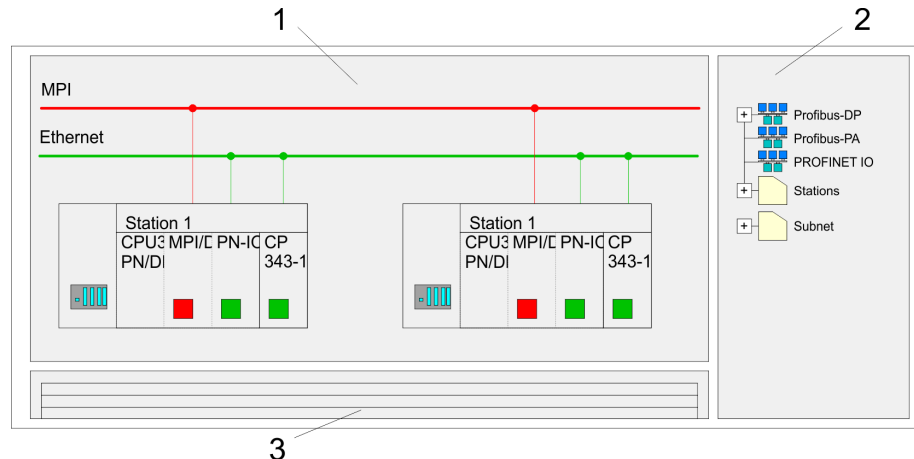 1
2
MPI
Ethernet
Station 1
CPU3 MPI/D PN-IO CP
PN/DI 343-1
Station 1
CPU3 MPI/D PN-IO CP
PN/DI 343-1
Profibus-DP
Profibus-PA
PROFINET IO
Stations
Subnet
3